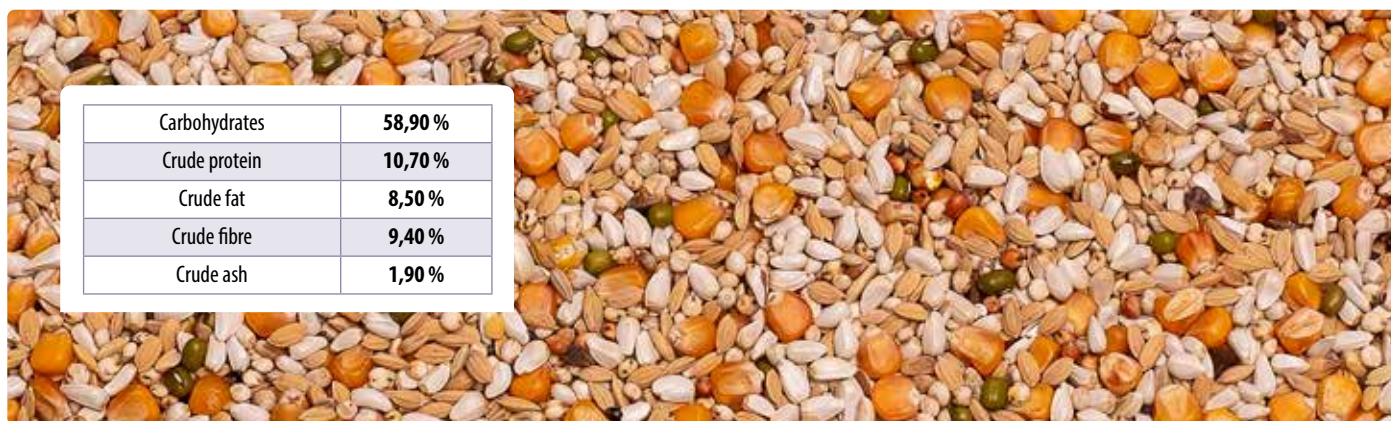 Carbohydrates 58,90 %
Crude protein 10,70 %
Crude fat 8,50 %
Crude fibre 9,40 %
Crude ash 1,90 %